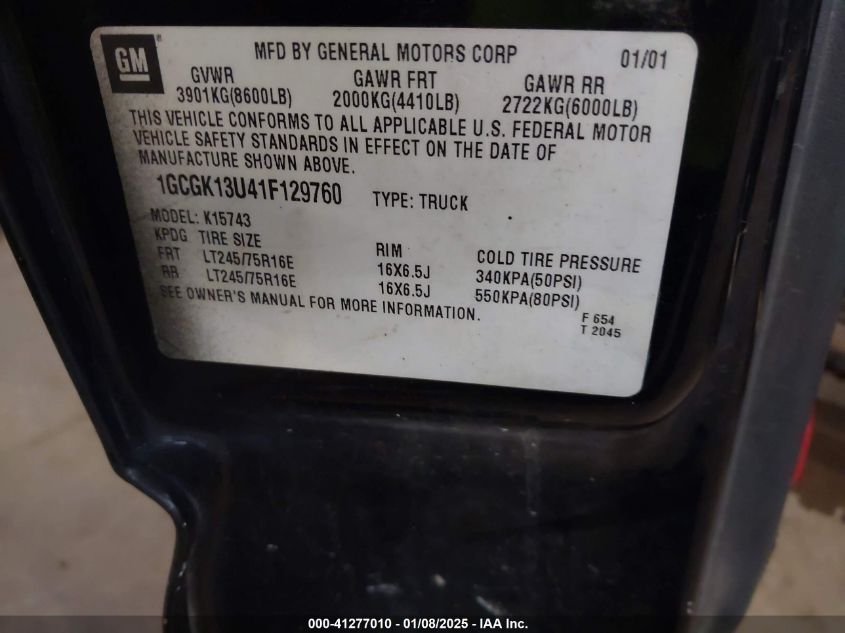 GM
MFD BY GENERAL MOTORS CORP 01/01
GVWR GAWR FRT GAWR RR
3901KG(8600LB) 2000KG(4410LB) 2722KG(6000LB)
THIS VEHICLE CONFORMS TO ALL APPLICABLE U.S. FEDERAL MOTOR
VEHICLE SAFETY STANDARDS IN EFFECT ON THE DATE OF
MANUFACTURE SHOWN ABOVE.
1GCGK13U41F129760 TYPE: TRUCK
MODEL: K15743
KPDG TIRE SIZE RIM COLD TIRE PRESSURE
FRT LT245/75R16E 16X6.5J 340KPA(50PSI)
RR LT245/75R16E 16X6.5J 550KPA(80PSI)
SEE OWNER'S MANUAL FOR MORE INFORMATION.
F 654
T 2045
000-41277010 - 01/08/2025 - IAA Inc.